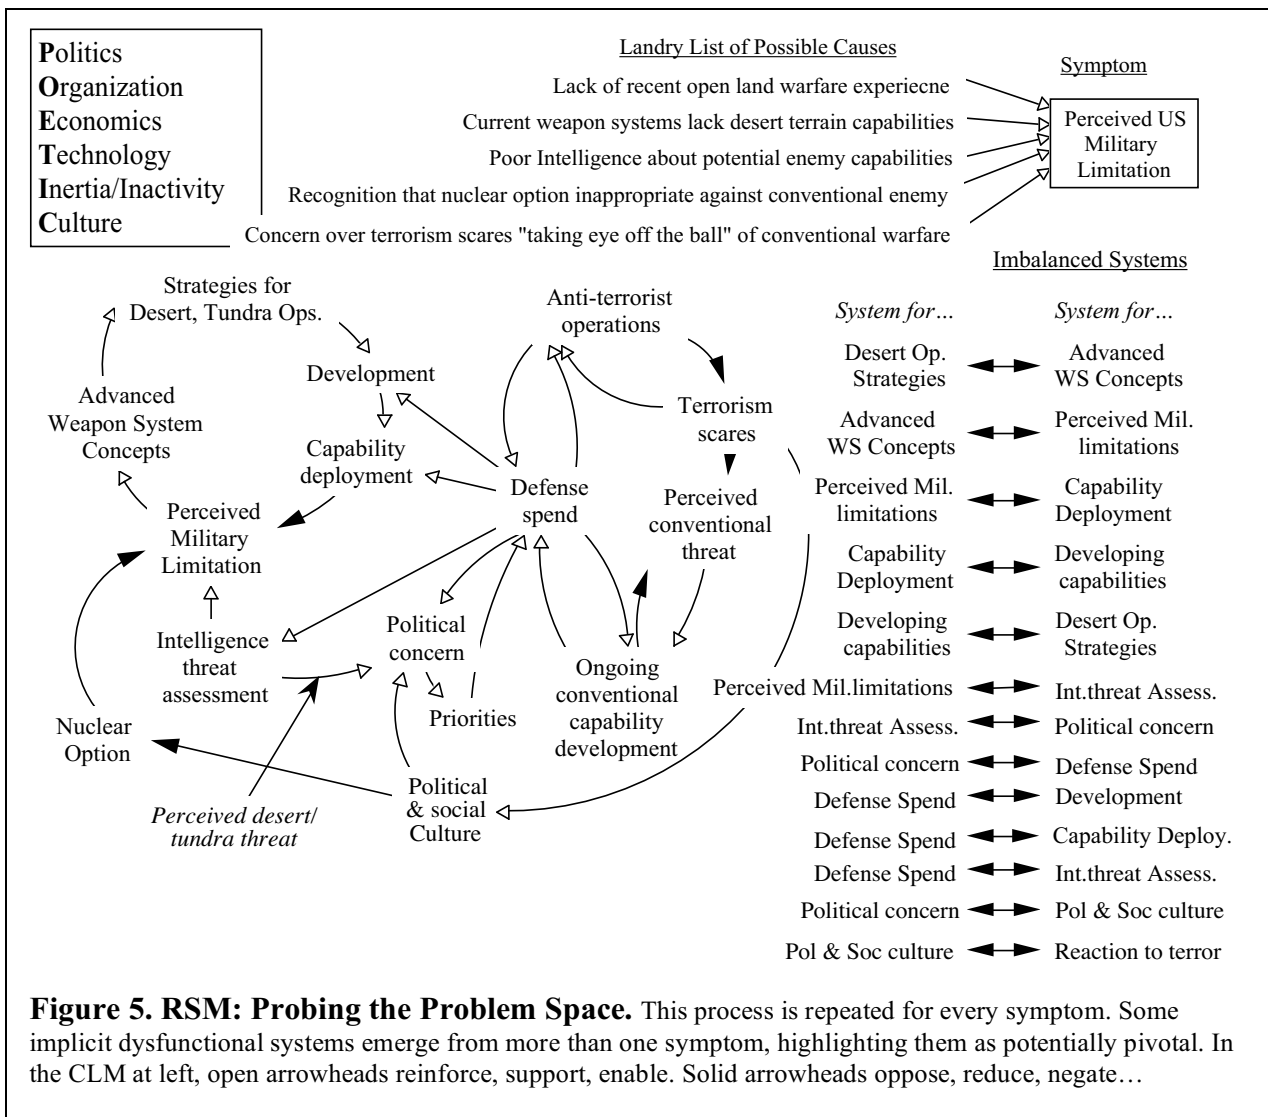 Politics
Organization
Economics
Technology
Inertia/Inactivity
Culture
Landry List of Possible Causes
Lack of recent open land warfare experiecne
Current weapon systems lack desert terrain capabilities
Poor Intelligence about potential enemy capabilities
Recognition that nuclear option inappropriate against conventional enemy
Concern over terrorism scares "taking eye off the ball" of conventional warfare
Symptom
Perceived US
Military
Limitation
Strategies for
Desert, Tundra Ops.
Development
Advanced
Weapon System
Concepts
Capability
deployment
Perceived
Military
Limitation
Intelligence
threat
assessment
Nuclear
Option
Perceived desert/
tundra threat
Anti-terrorist
operations
Terrorism
scares
Defense
spend
Perceived
conventional
threat
Political
concern
Priorities
Ongoing
conventional
capability
development
Political
& social
Culture
Imbalanced Systems
System for… System for…
Desert Op. Advanced
Strategies WS Concepts
Advanced Perceived Mil.
WS Concepts limitations
Perceived Mil. Capability
limitations Deployment
Capability Developing
Deployment capabilities
Developing Desert Op.
capabilities Strategies
Perceived Mil.limitations Int.threat Assess.
Int.threat Assess. Political concern
Political concern Defense Spend
Defense Spend Development
Defense Spend Capability Deploy.
Defense Spend Int.threat Assess.
Political concern Pol & Soc culture
Pol & Soc culture Reaction to terror
Figure 5. RSM: Probing the Problem Space. This process is repeated for every symptom. Some
implicit dysfunctional systems emerge from more than one symptom, highlighting them as potentially pivotal. In
the CLM at left, open arrowheads reinforce, support, enable. Solid arrowheads oppose, reduce, negate…